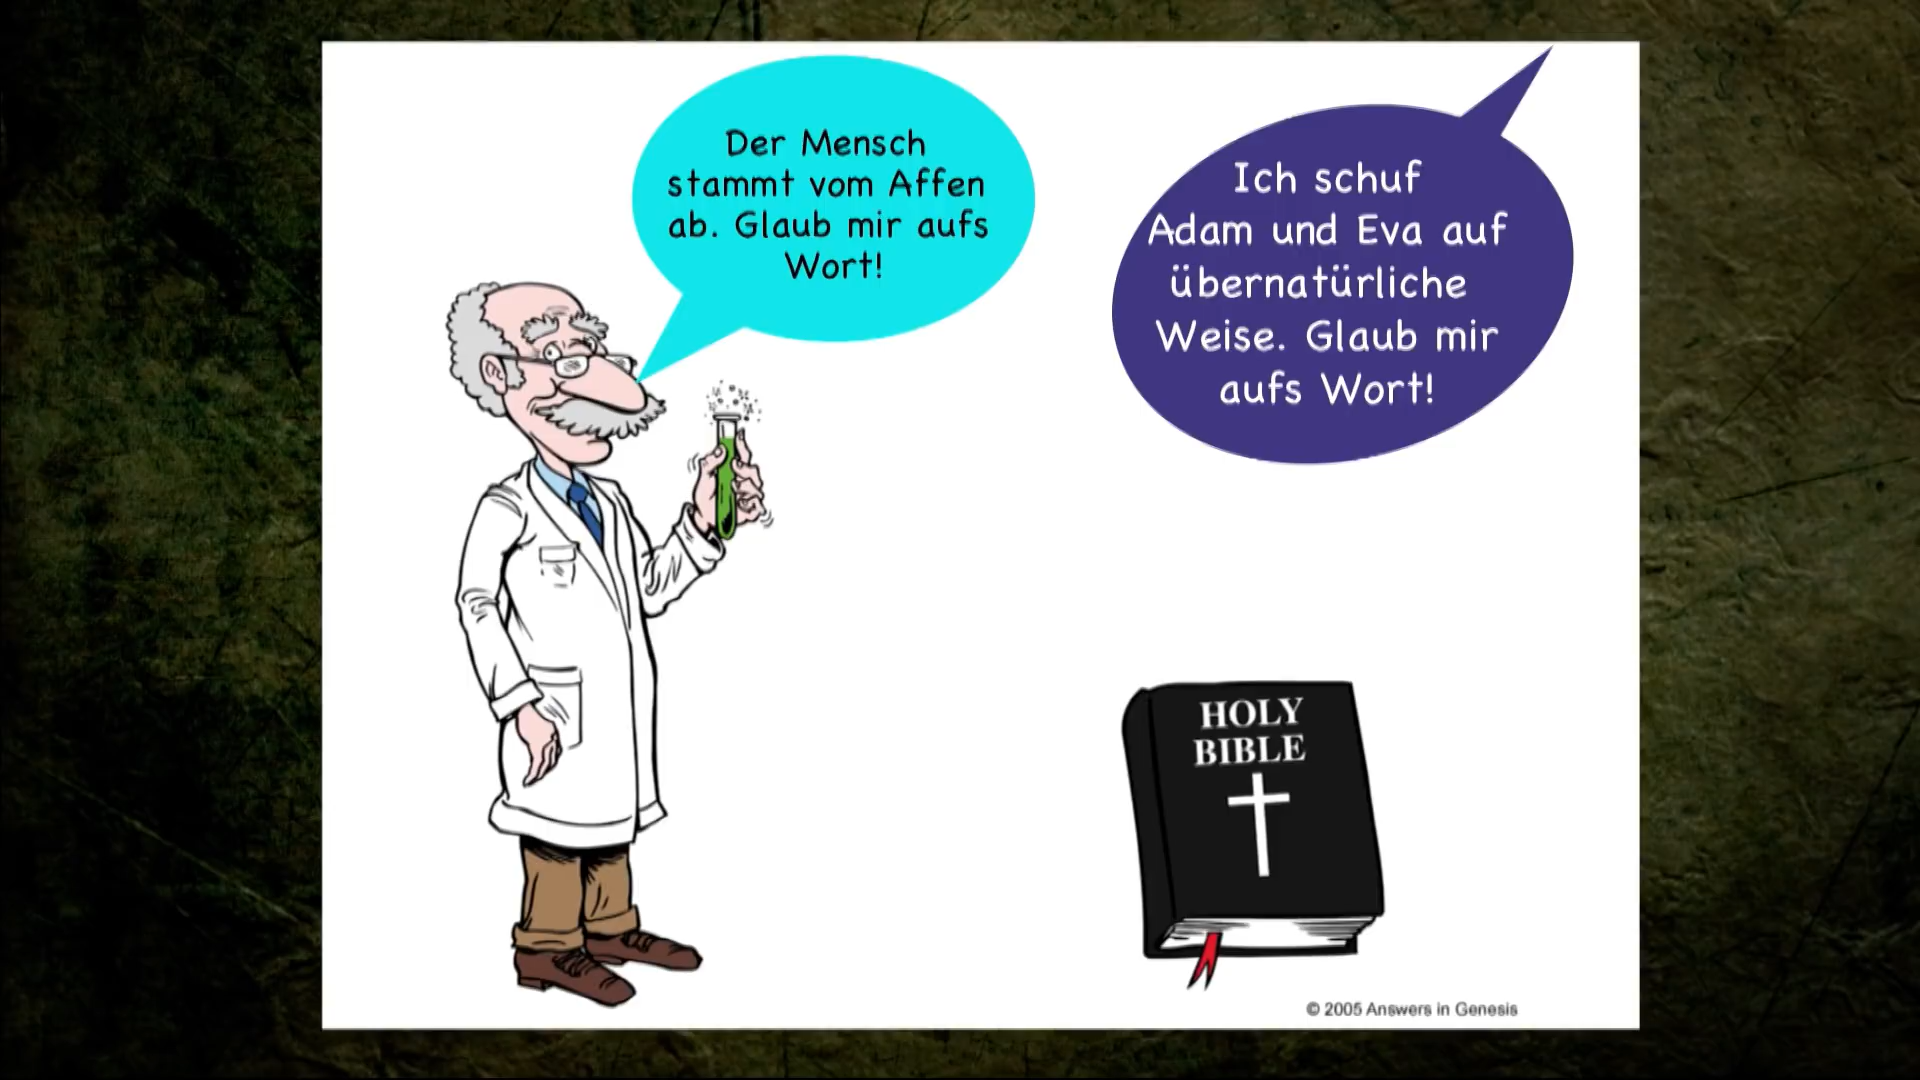 Der Mensch
stammt vom Affen
ab. Glaub mir aufs
Wort!
Ich schuf
Adam und Eva auf
übernatürliche
Weise. Glaub mir
aufs Wort!
HOLY
BIBLE
© 2005 Answers in Genesis